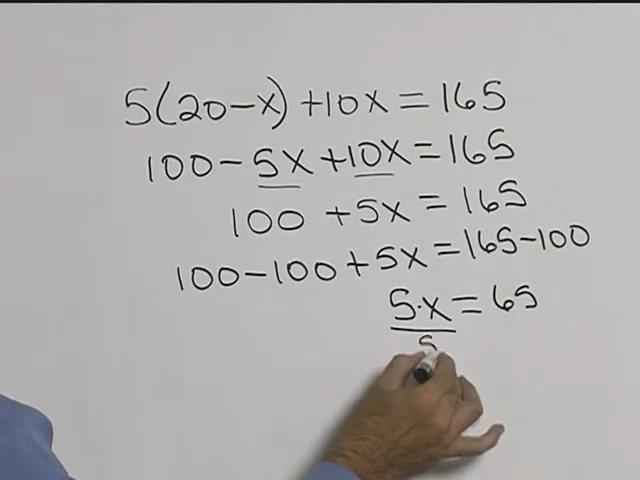 5(20-x) +10x = 165
100 - 5x +10x = 165
100 +5x = 165
100-100 +5x = 165-100
5·x = 65
5